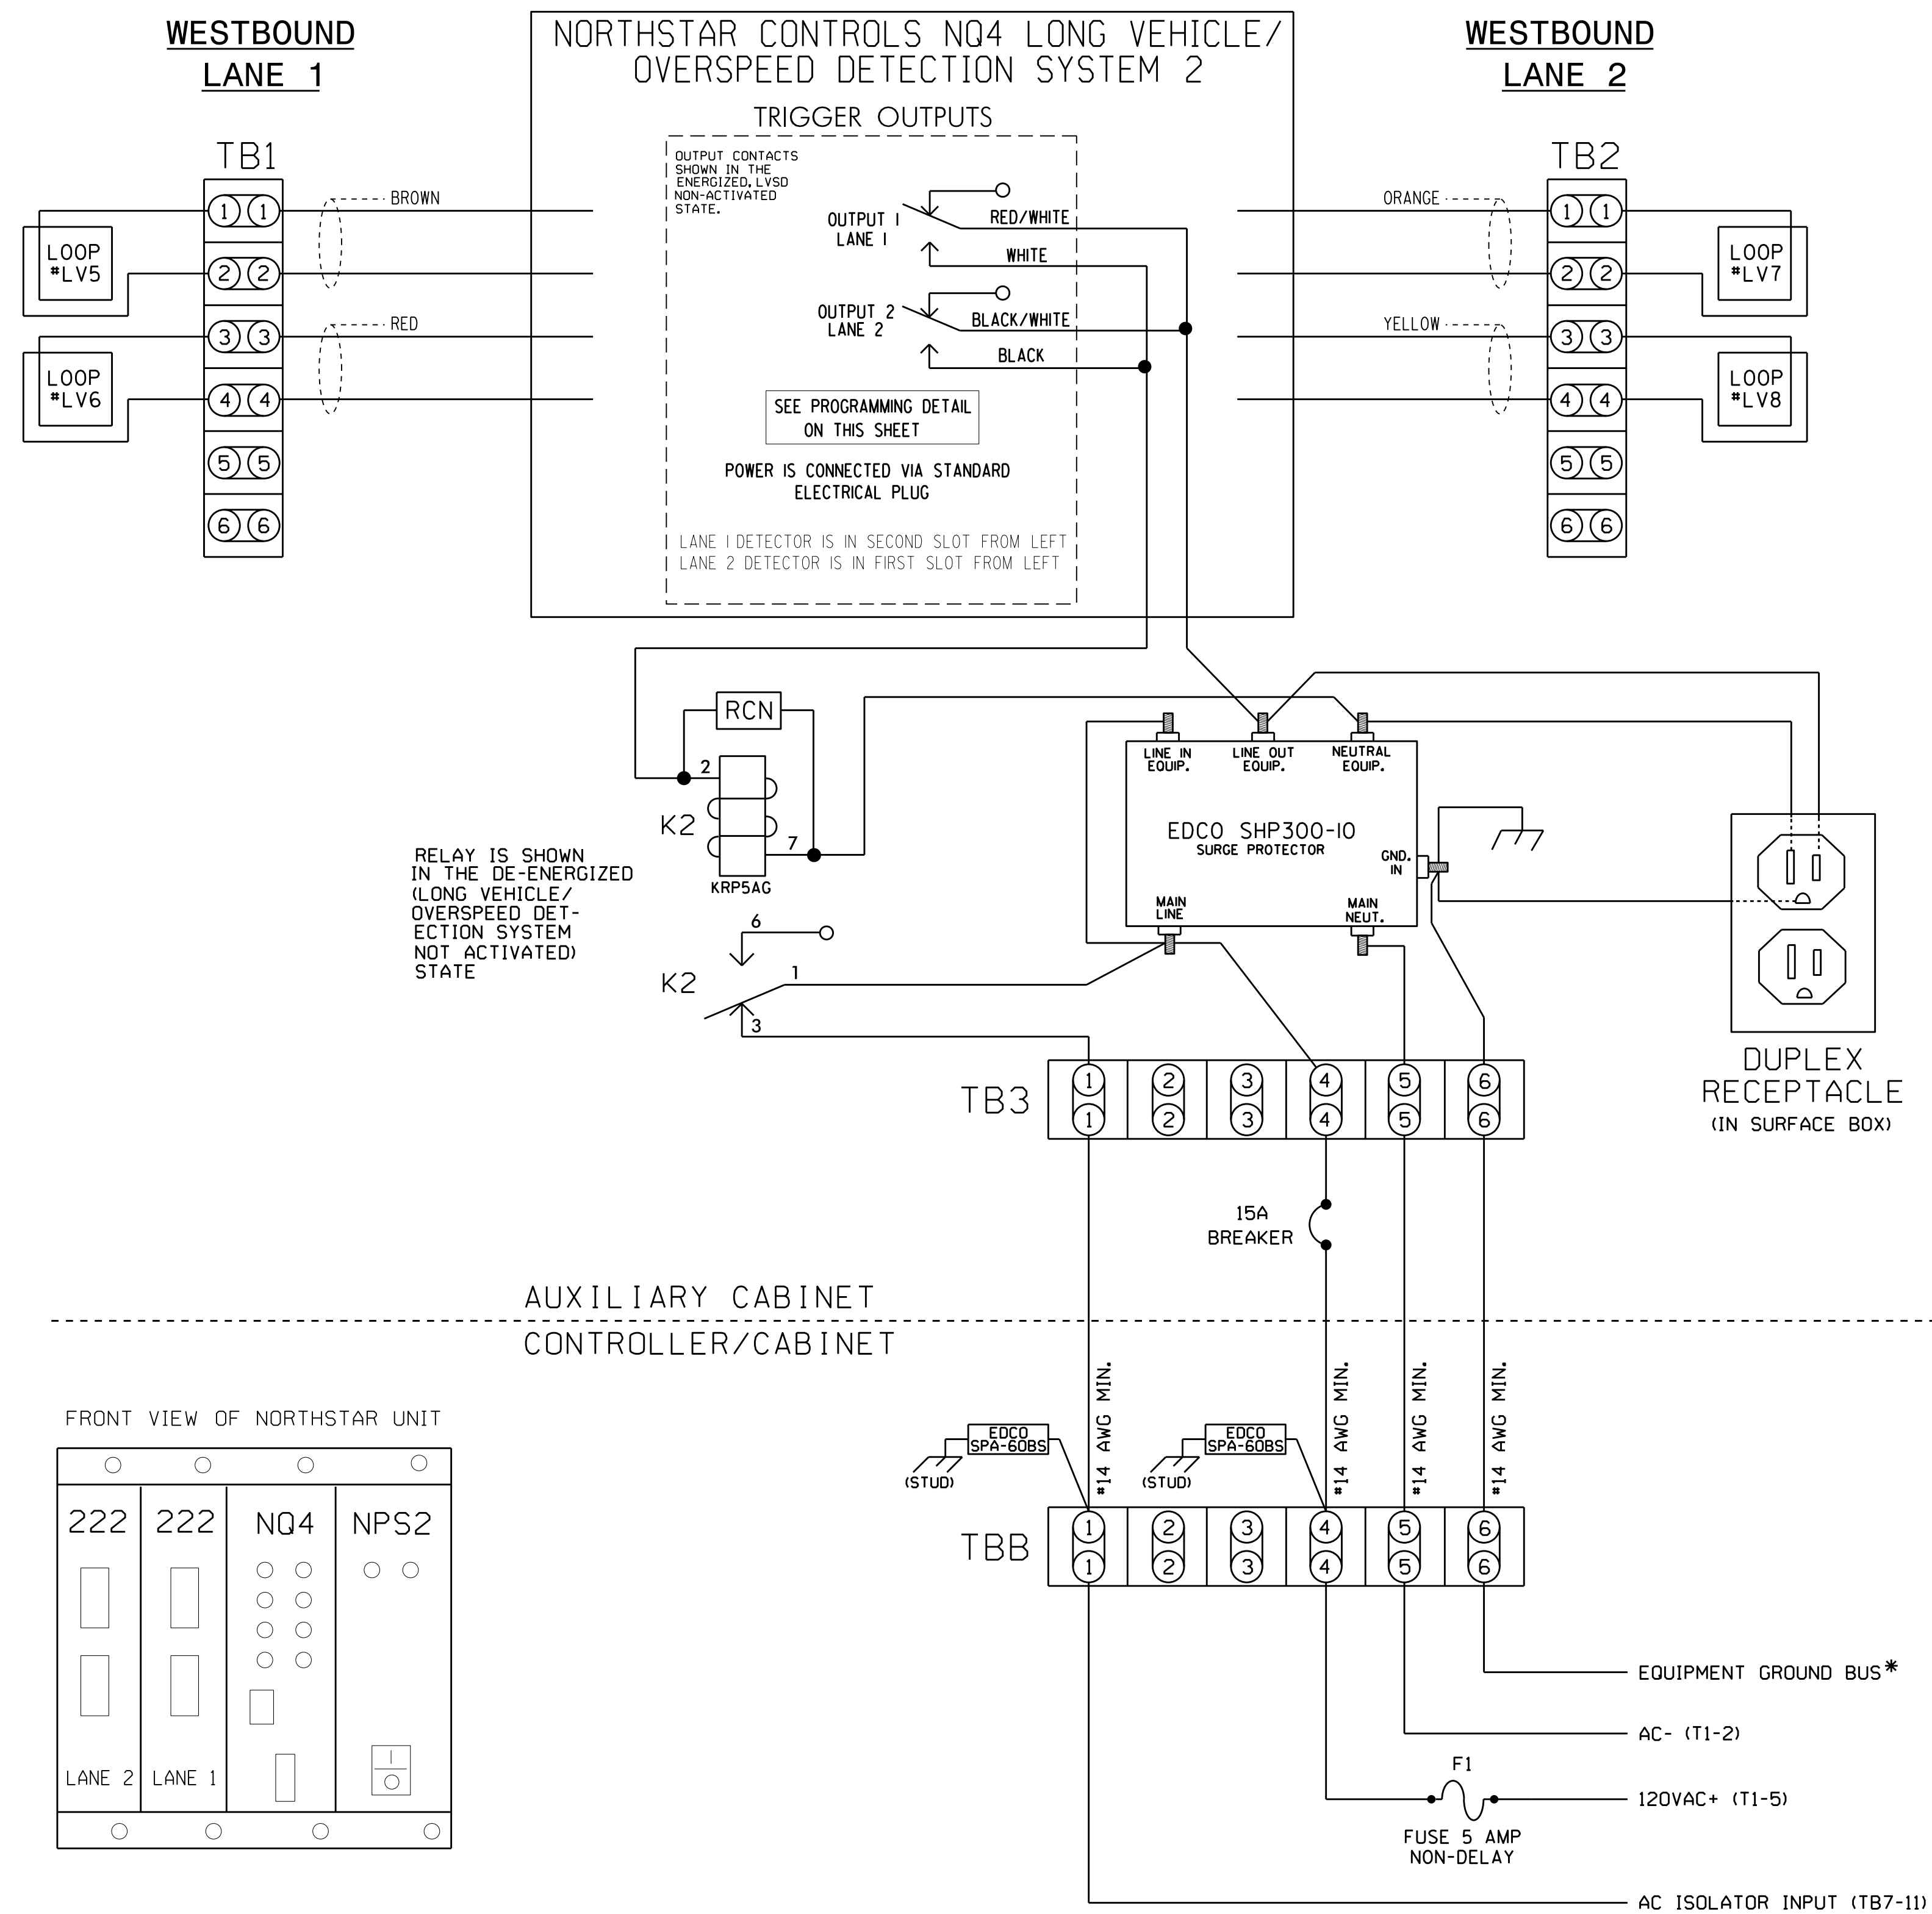 WESTBOUND
LANE 1
NORTHSTAR CONTROLS NQ4 LONG VEHICLE/
OVERSPEED DETECTION SYSTEM 2
WESTBOUND
LANE 2
TRIGGER OUTPUTS
OUTPUT CONTACTS
SHOWN IN THE
ENERGIZED, LVSD
NON-ACTIVATED
STATE.
OUTPUT 1
LANE 1
RED/WHITE
WHITE
OUTPUT 2
LANE 2
BLACK/WHITE
BLACK
SEE PROGRAMMING DETAIL
ON THIS SHEET
POWER IS CONNECTED VIA STANDARD
ELECTRICAL PLUG
LANE 1 DETECTOR IS IN SECOND SLOT FROM LEFT
LANE 2 DETECTOR IS IN FIRST SLOT FROM LEFT
TB1
1 1
2 2
3 3
4 4
5 5
6 6
BROWN
RED
LOOP
#LV5
LOOP
#LV6
TB2
1 1
2 2
3 3
4 4
5 5
6 6
ORANGE
YELLOW
LOOP
#LV7
LOOP
#LV8
RCN
2
K2
7
KRP5AG
RELAY IS SHOWN
IN THE DE-ENERGIZED
(LONG VEHICLE/
OVERSPEED DET-
ECTION SYSTEM
NOT ACTIVATED)
STATE
6
K2
1
3
LINE IN
EQUIP.
LINE OUT
EQUIP.
NEUTRAL
EQUIP.
EDCO SHP300-10
SURGE PROTECTOR
GND.
IN
MAIN
LINE
MAIN
NEUT.
DUPLEX
RECEPTACLE
(IN SURFACE BOX)
TB3
1 2 3 4 5 6
1 2 3 4 5 6
15A
BREAKER
AUXILIARY CABINET
CONTROLLER/CABINET
#14 AWG MIN.
#14 AWG MIN.
#14 AWG MIN.
#14 AWG MIN.
EDCO
SPA-60BS
(STUD)
EDCO
SPA-60BS
(STUD)
TBB
1 2 3 4 5 6
1 2 3 4 5 6
EQUIPMENT GROUND BUS*
AC- (T1-2)
F1
120VAC+ (T1-5)
FUSE 5 AMP
NON-DELAY
AC ISOLATOR INPUT (TB7-11)
FRONT VIEW OF NORTHSTAR UNIT
222 222 NQ4 NPS2
LANE 2 LANE 1